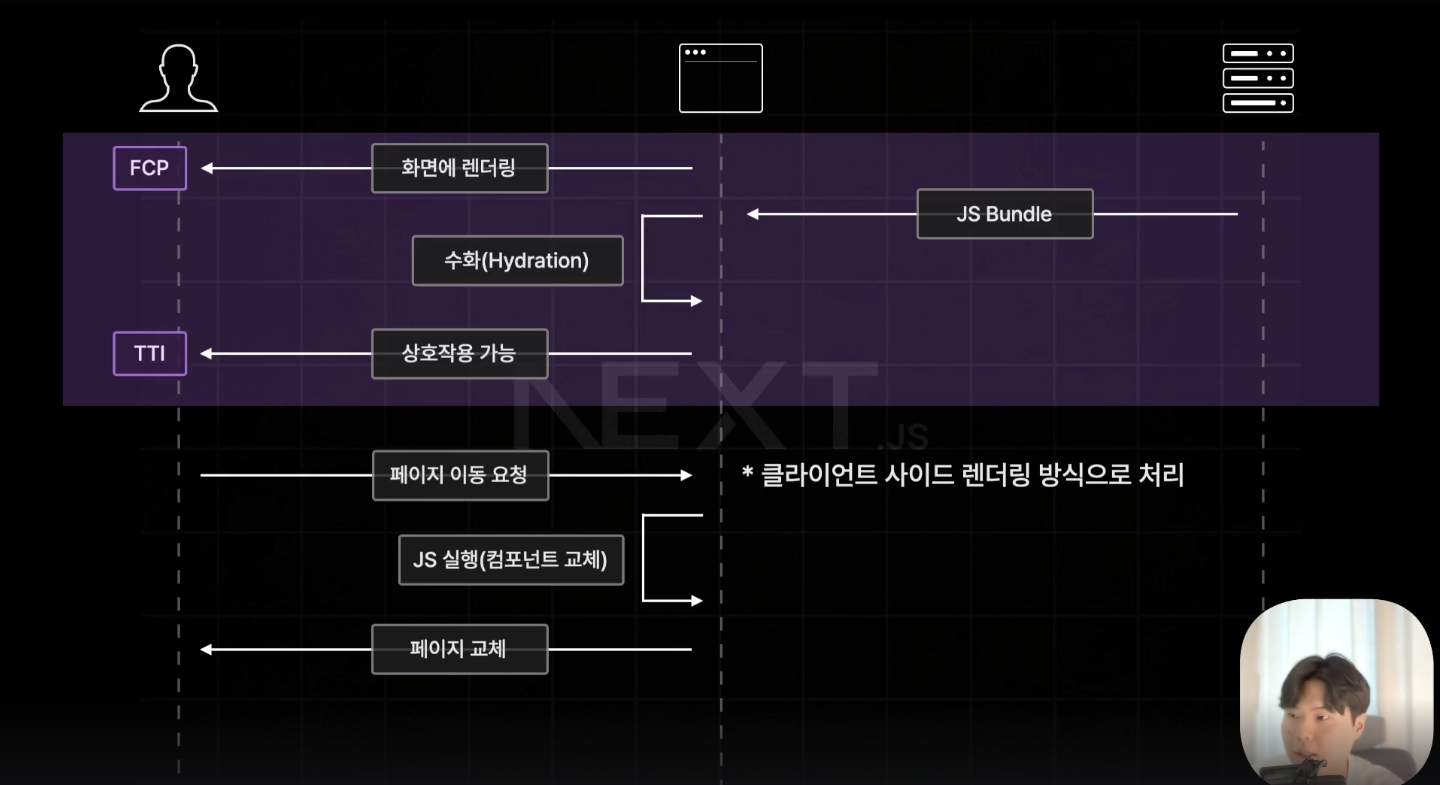 FCP
화면에 렌더링
JS Bundle
수화(Hydration)
TTI
상호작용 가능
NEXT.JS
페이지 이동 요청
* 클라이언트 사이드 렌더링 방식으로 처리
JS 실행(컴포넌트 교체)
페이지 교체